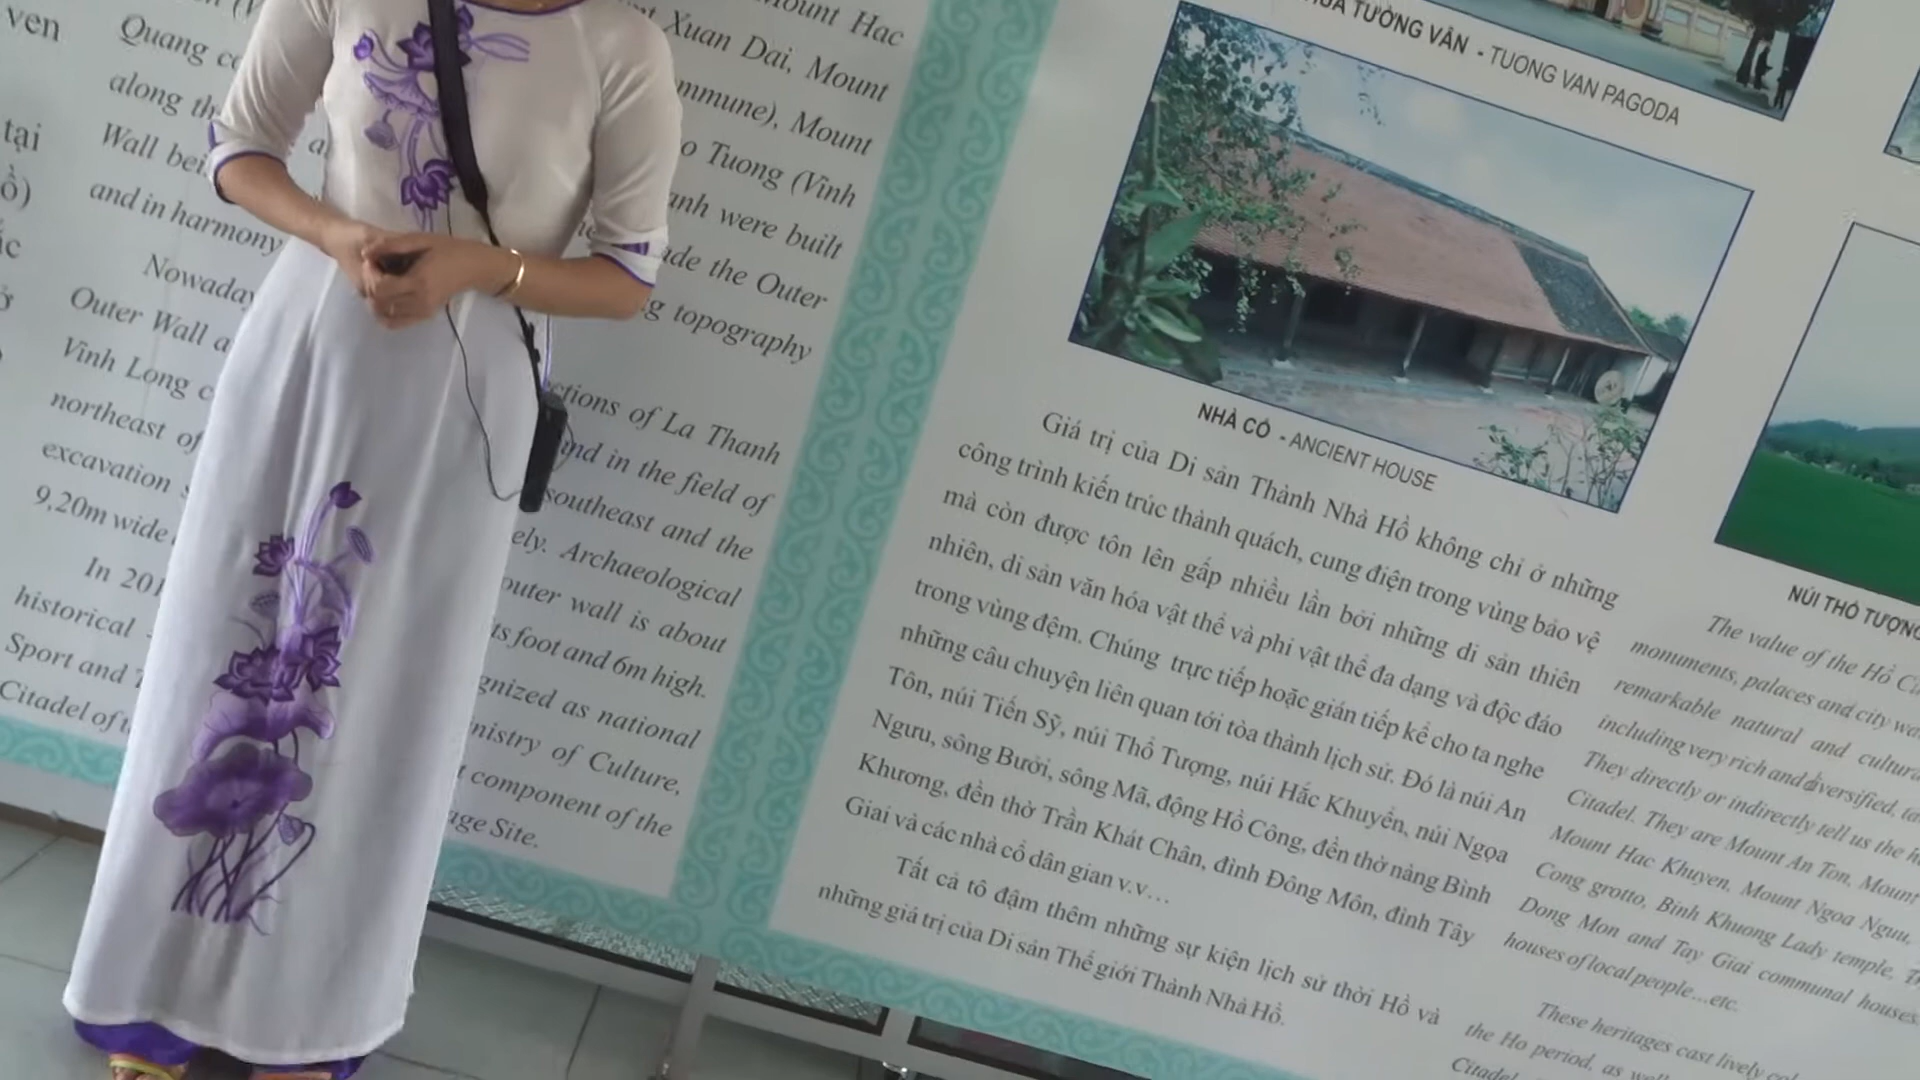 ven
tại
Quang
along
Wall
and in harmony
Nowaday
Outer Wall a
Vĩnh Long c
northeast of
excavation
9,20m wide
In 201
historical
Sport and
Citadel of
Mount Hac
Xuan Dai, Mount
mmune), Mount
o Tuong (Vĩnh
anh were built
ade the Outer
topography
ctions of La Thanh
und in the field of
southeast and the
ely. Archaeological
outer wall is about
ts foot and 6m high.
gnized as national
nistry of Culture,
t component of the
age Site.
TƯỜNG VÂN - TUONG VAN PAGODA
NHÀ CỔ - ANCIENT HOUSE
Giá trị của Di sản Thành Nhà Hồ không chỉ ở những
công trình kiến trúc thành quách, cung điện trong vùng bảo vệ
mà còn được tôn lên gấp nhiều lần bởi những di sản thiên
nhiên, di sản văn hóa vật thể và phi vật thể đa dạng và độc đáo
trong vùng đệm. Chúng trực tiếp hoặc gián tiếp kể cho ta nghe
những câu chuyện liên quan tới tòa thành lịch sử. Đó là núi An
Tôn, núi Tiến Sỹ, núi Thổ Tượng, núi Hắc Khuyển, núi Ngọa
Ngưu, sông Bưởi, sông Mã, động Hồ Công, đền thờ nàng Bình
Khương, đền thờ Trần Khát Chân, đình Đông Môn, đình Tây
Giai và các nhà cổ dân gian v.v...
Tất cả tô đậm thêm những sự kiện lịch sử thời Hồ và
những giá trị của Di sản Thế giới Thành Nhà Hồ.
NÚI THỔ TƯỢNG
The value of the Hồ
monuments, palaces and city
remarkable natural and cultura
including very rich and diversified,
They directly or indirectly tell us the
Citadel. They are Mount An Ton, Mount
Mount Hac Khuyen, Mount Ngoa Nguu,
Cong grotto, Binh Khuong Lady temple,
Dong Mon and Tay Giai communal houses
houses of local people...etc.
These heritages cast lively
the Ho period, as
Citadel